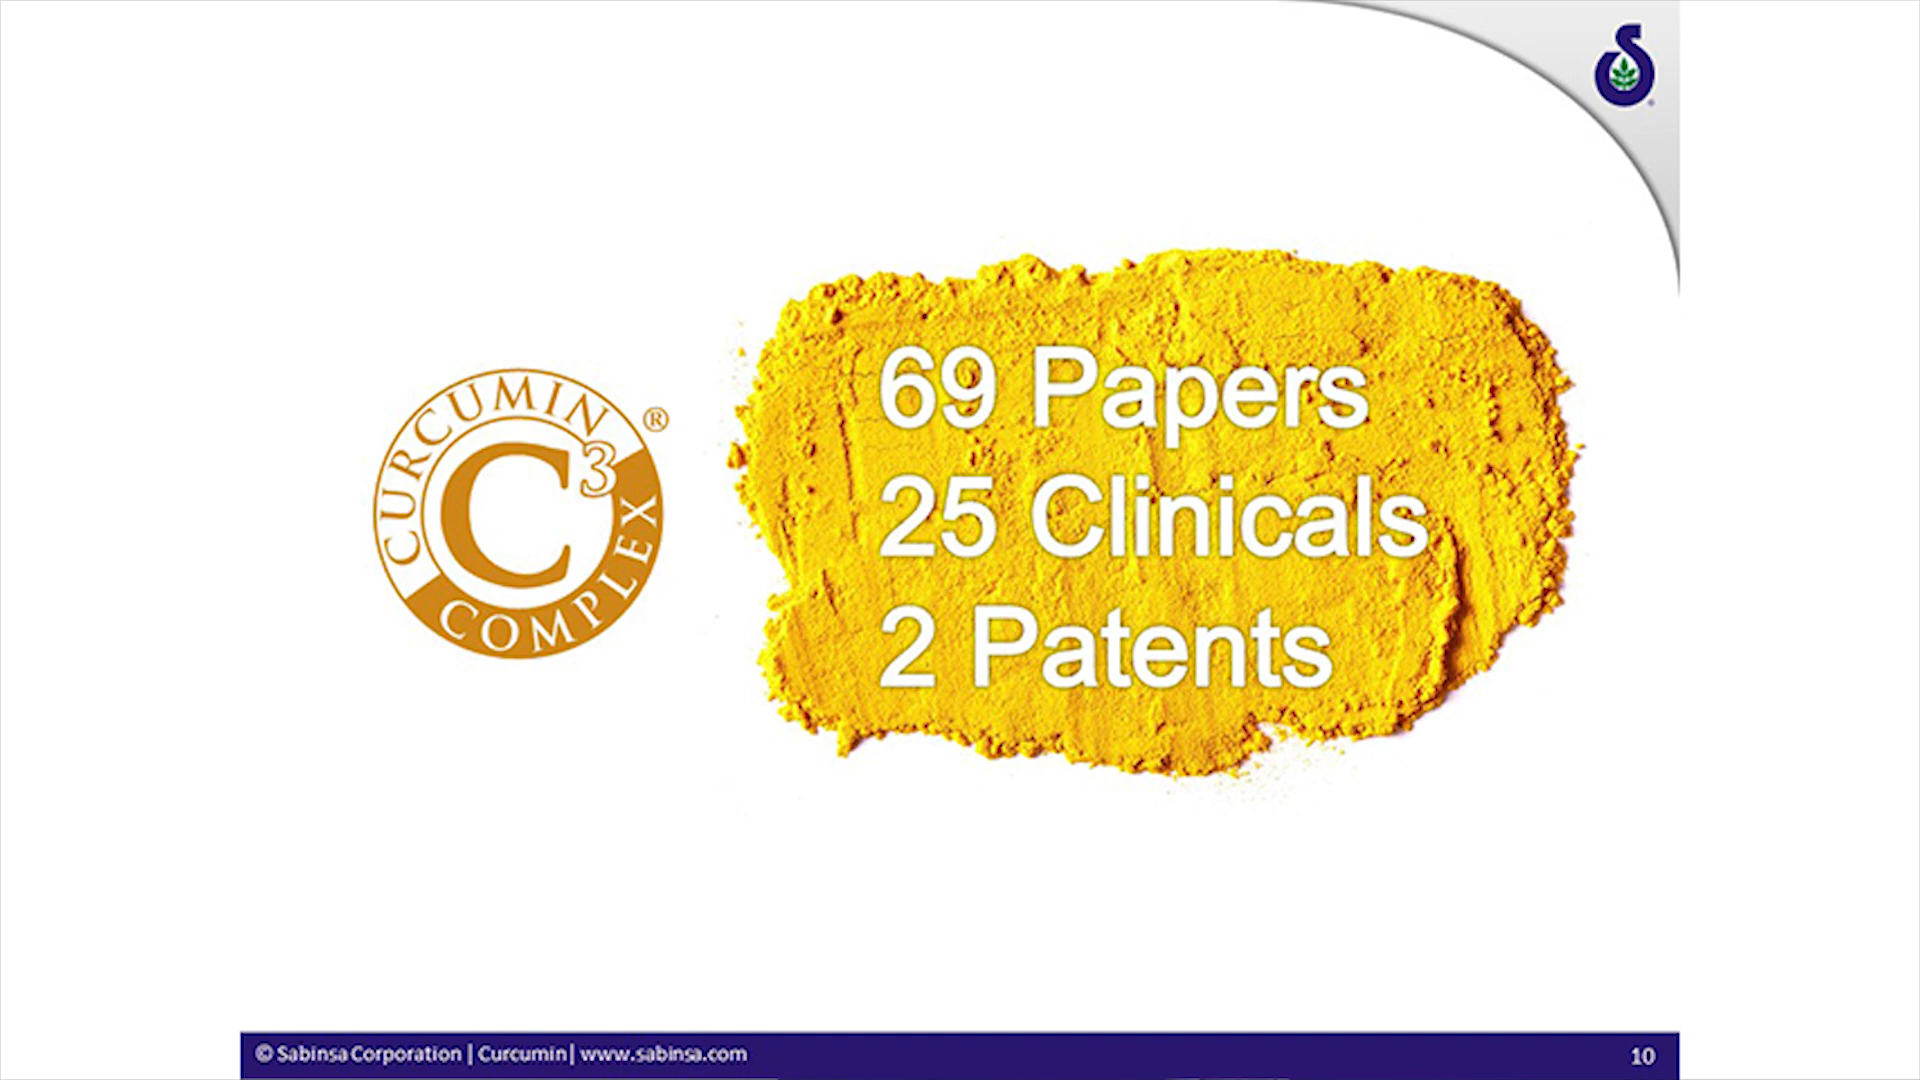 CURCUMIN
C3
COMPLEX
®
69 Papers
25 Clinicals
2 Patents
© Sabinsa Corporation | Curcumin| www.sabinsa.com
10